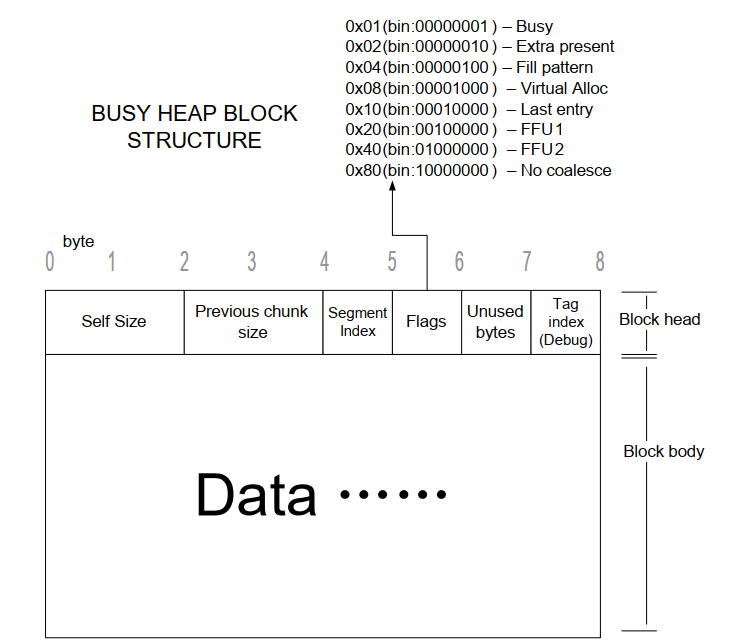 0x01(bin:00000001) – Busy
0x02(bin:00000010) – Extra present
0x04(bin:00000100) – Fill pattern
0x08(bin:00001000) – Virtual Alloc
0x10(bin:00010000) – Last entry
0x20(bin:00100000) – FFU1
0x40(bin:01000000) – FFU2
0x80(bin:10000000) – No coalesce
BUSY HEAP BLOCK
STRUCTURE
byte
0 1 2 3 4 5 6 7 8
Self Size
Previous chunk
size
Segment
Index
Flags
Unused
bytes
Tag
index
(Debug)
Block head
Block body
Data ······